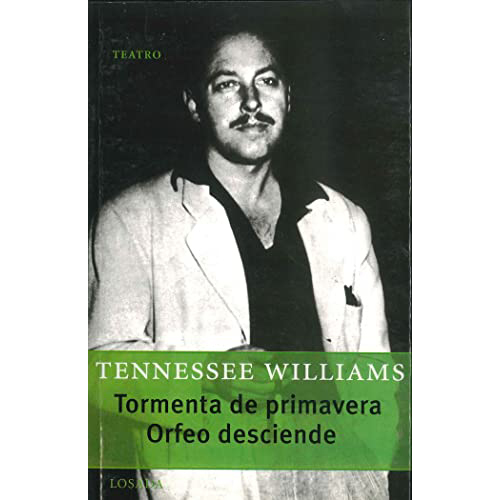 TEATRO
TENNESSEE WILLIAMS
Tormenta de primavera
Orfeo desciende
LOSADA